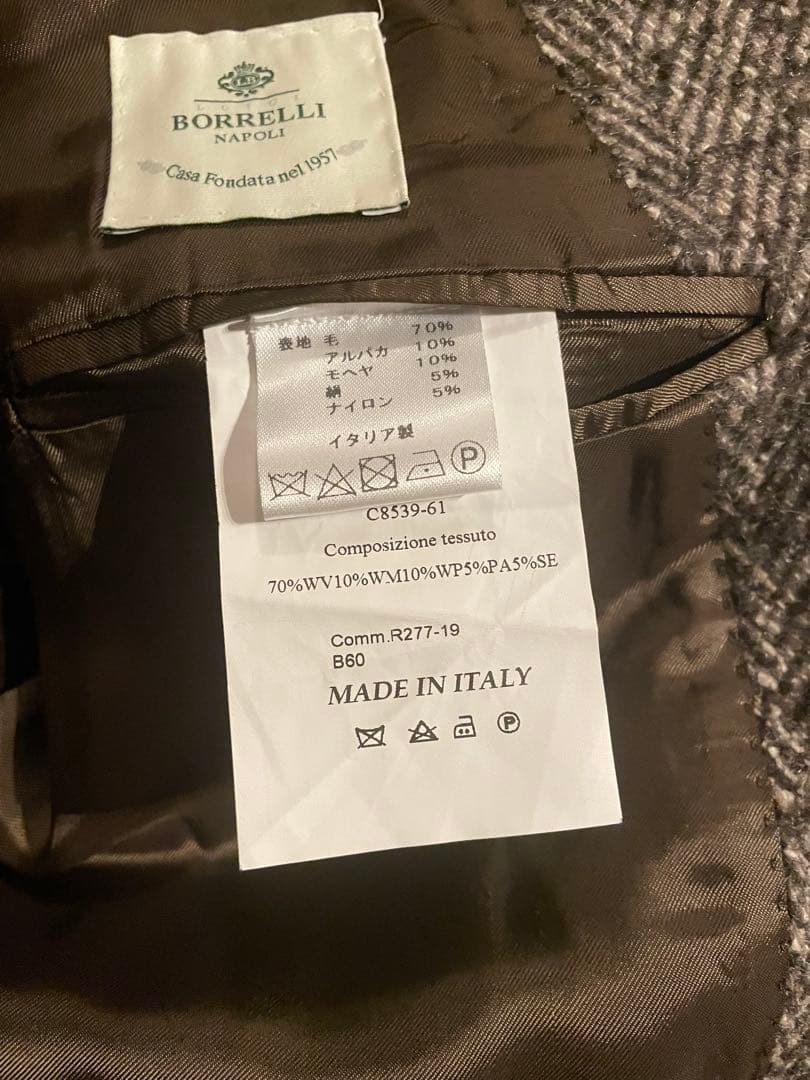 LUIGI
BORRELLI
NAPOLI
Casa Fondata nel 1957
表地 毛 70%
アルパカ 10%
モヘヤ 10%
絹 5%
ナイロン 5%
イタリア製
P
C8539-61
Composizione tessuto
70%WV10%WM10%WP5%PA5%SE
Comm.R277-19
B60
MADE IN ITALY
P